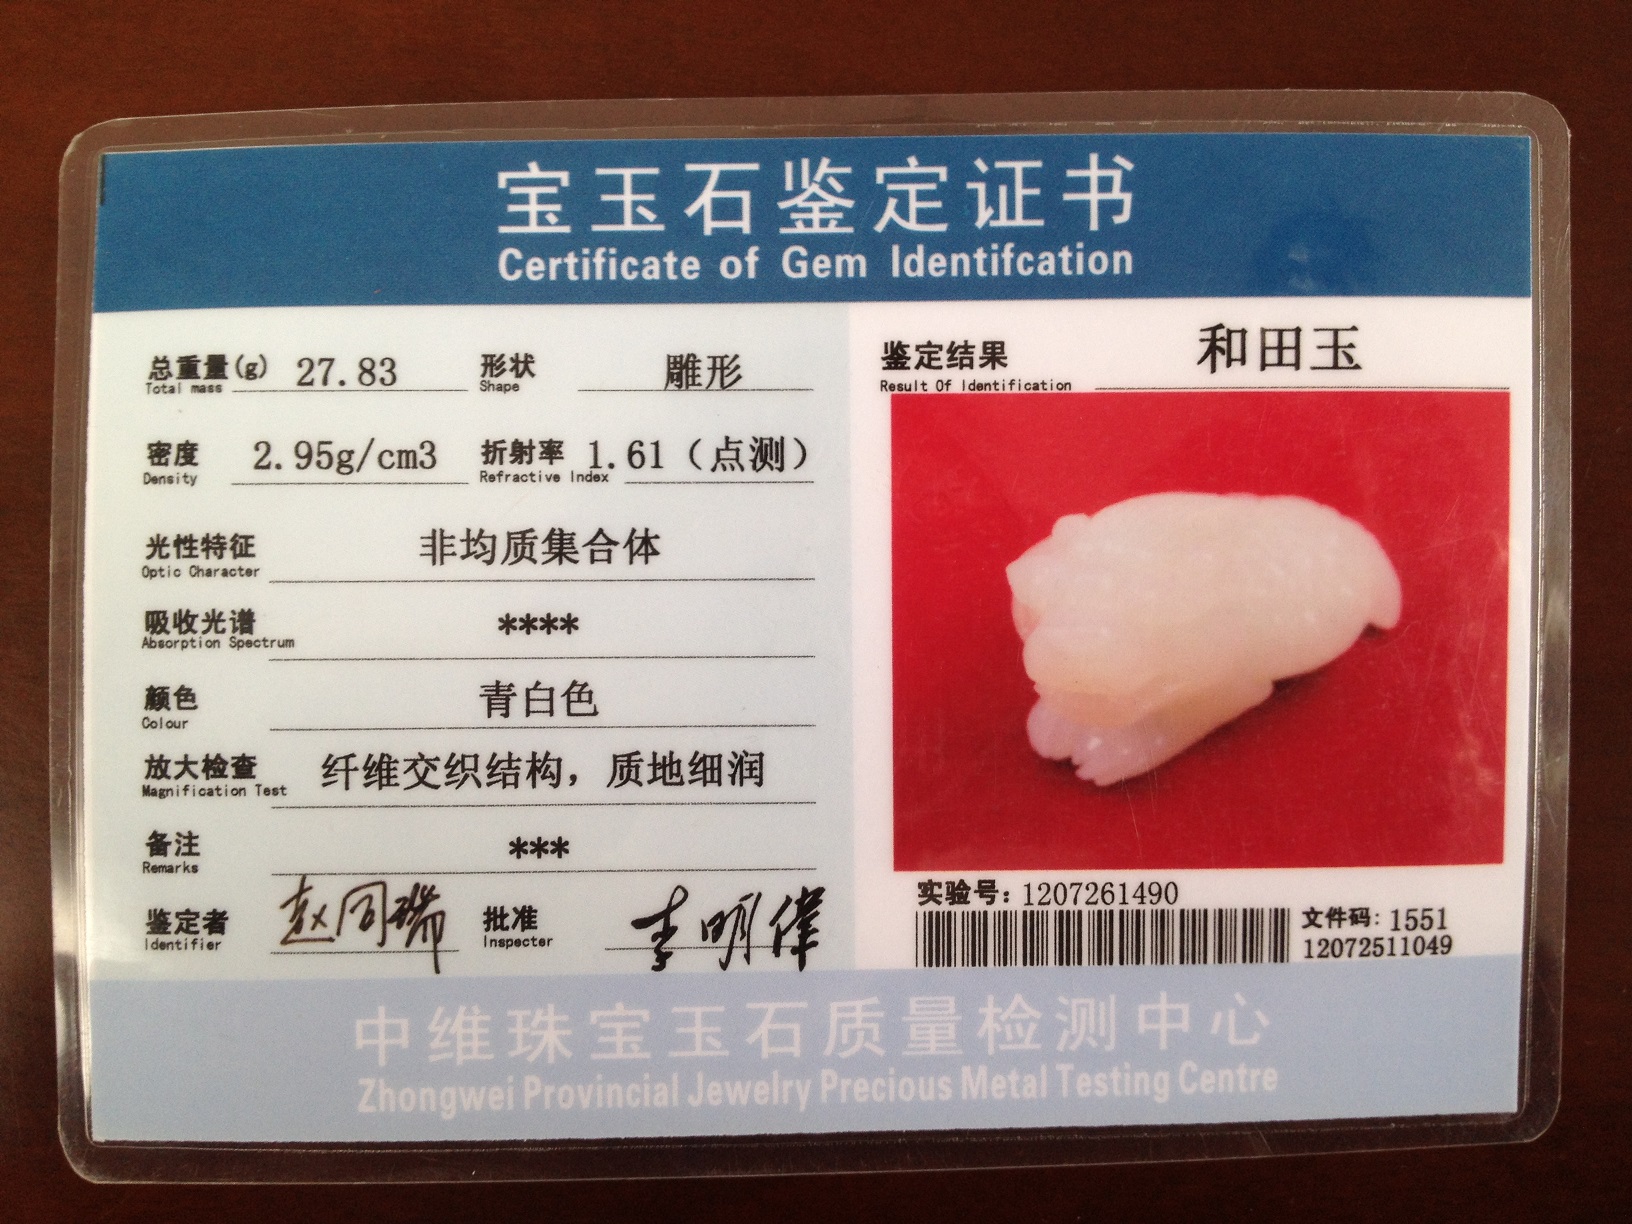 宝玉石鉴定证书
Certificate of Gem Identifcation
总重量(g) 27.83 形状 雕形
Total mass Shape
密度 2.95g/cm3 折射率 1.61（点测）
Density Refractive Index
光性特征 非均质集合体
Optic Character
吸收光谱 ****
Absorption Spectrum
颜色 青白色
Colour
放大检查 纤维交织结构，质地细润
Magnification Test
备注 ***
Remarks
鉴定者 赵同瑞 批准 李明伟
Identifier Inspecter
鉴定结果 和田玉
Result Of Identification
实验号：1207261490
文件码：1551
12072511049
中维珠宝玉石质量检测中心
Zhongwei Provincial Jewelry Precious Metal Testing Centre